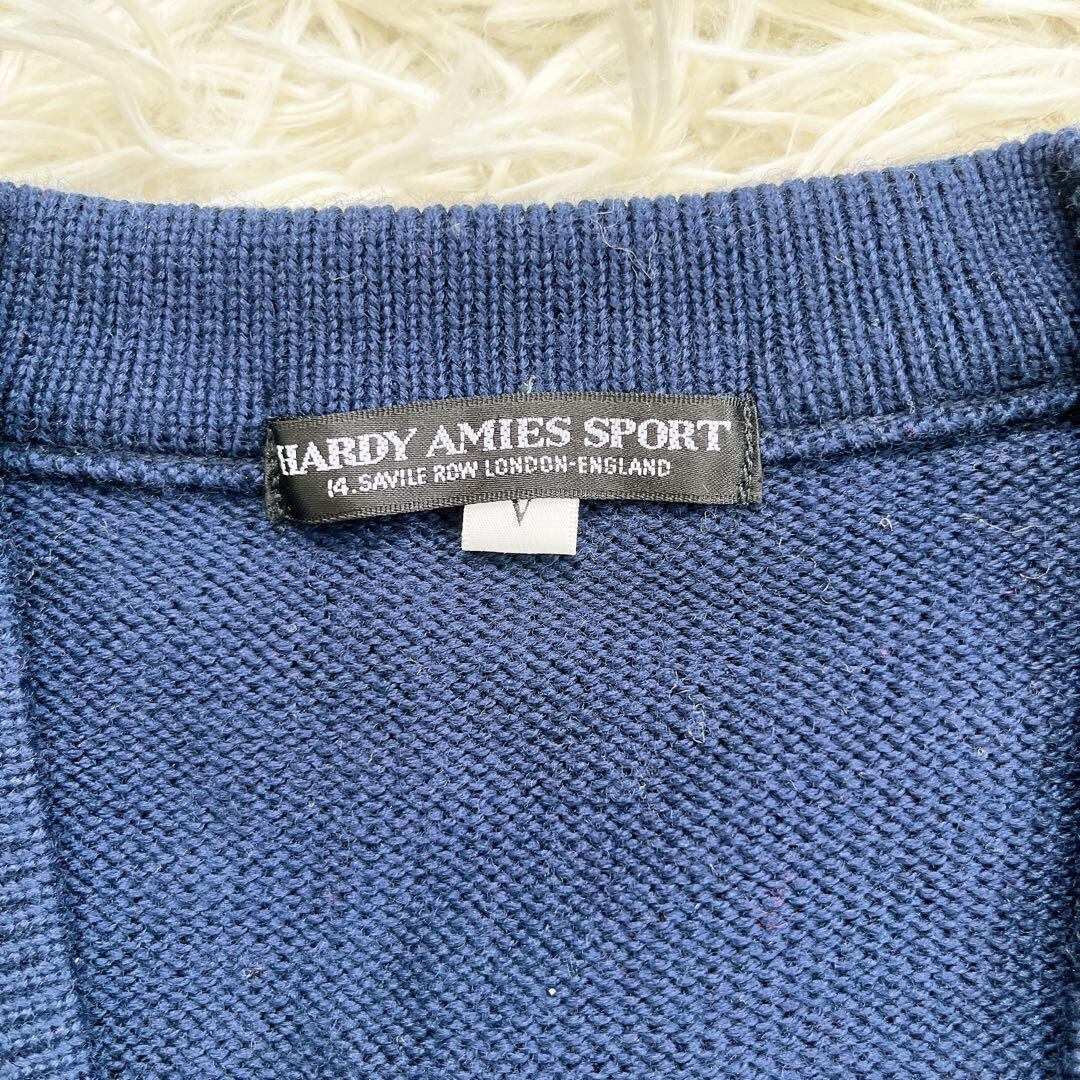 HARDY AMIES SPORT
14.SAVILE ROW LONDON-ENGLAND
V